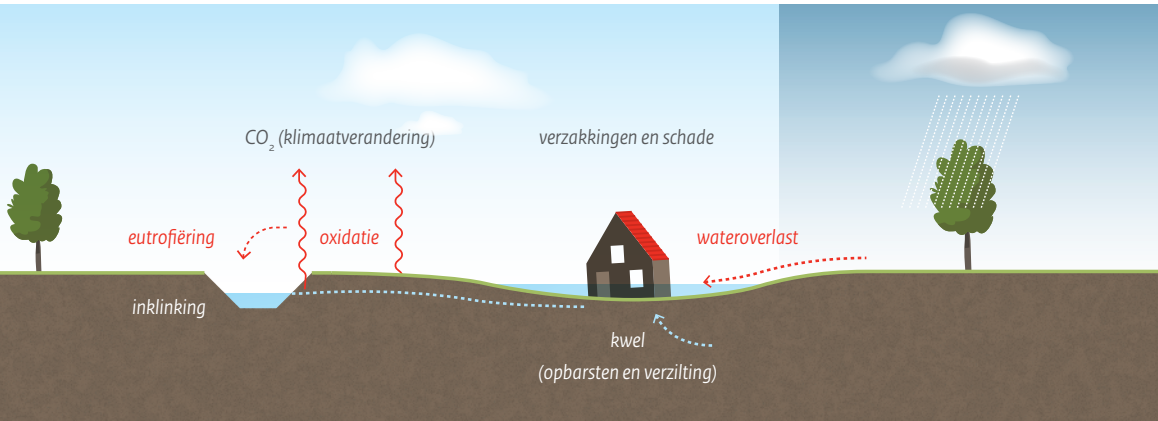 CO₂ (klimaatverandering)
verzakkingen en schade
eutrofiëring
oxidatie
wateroverlast
inklinking
kwel
(opbarsten en verzilting)